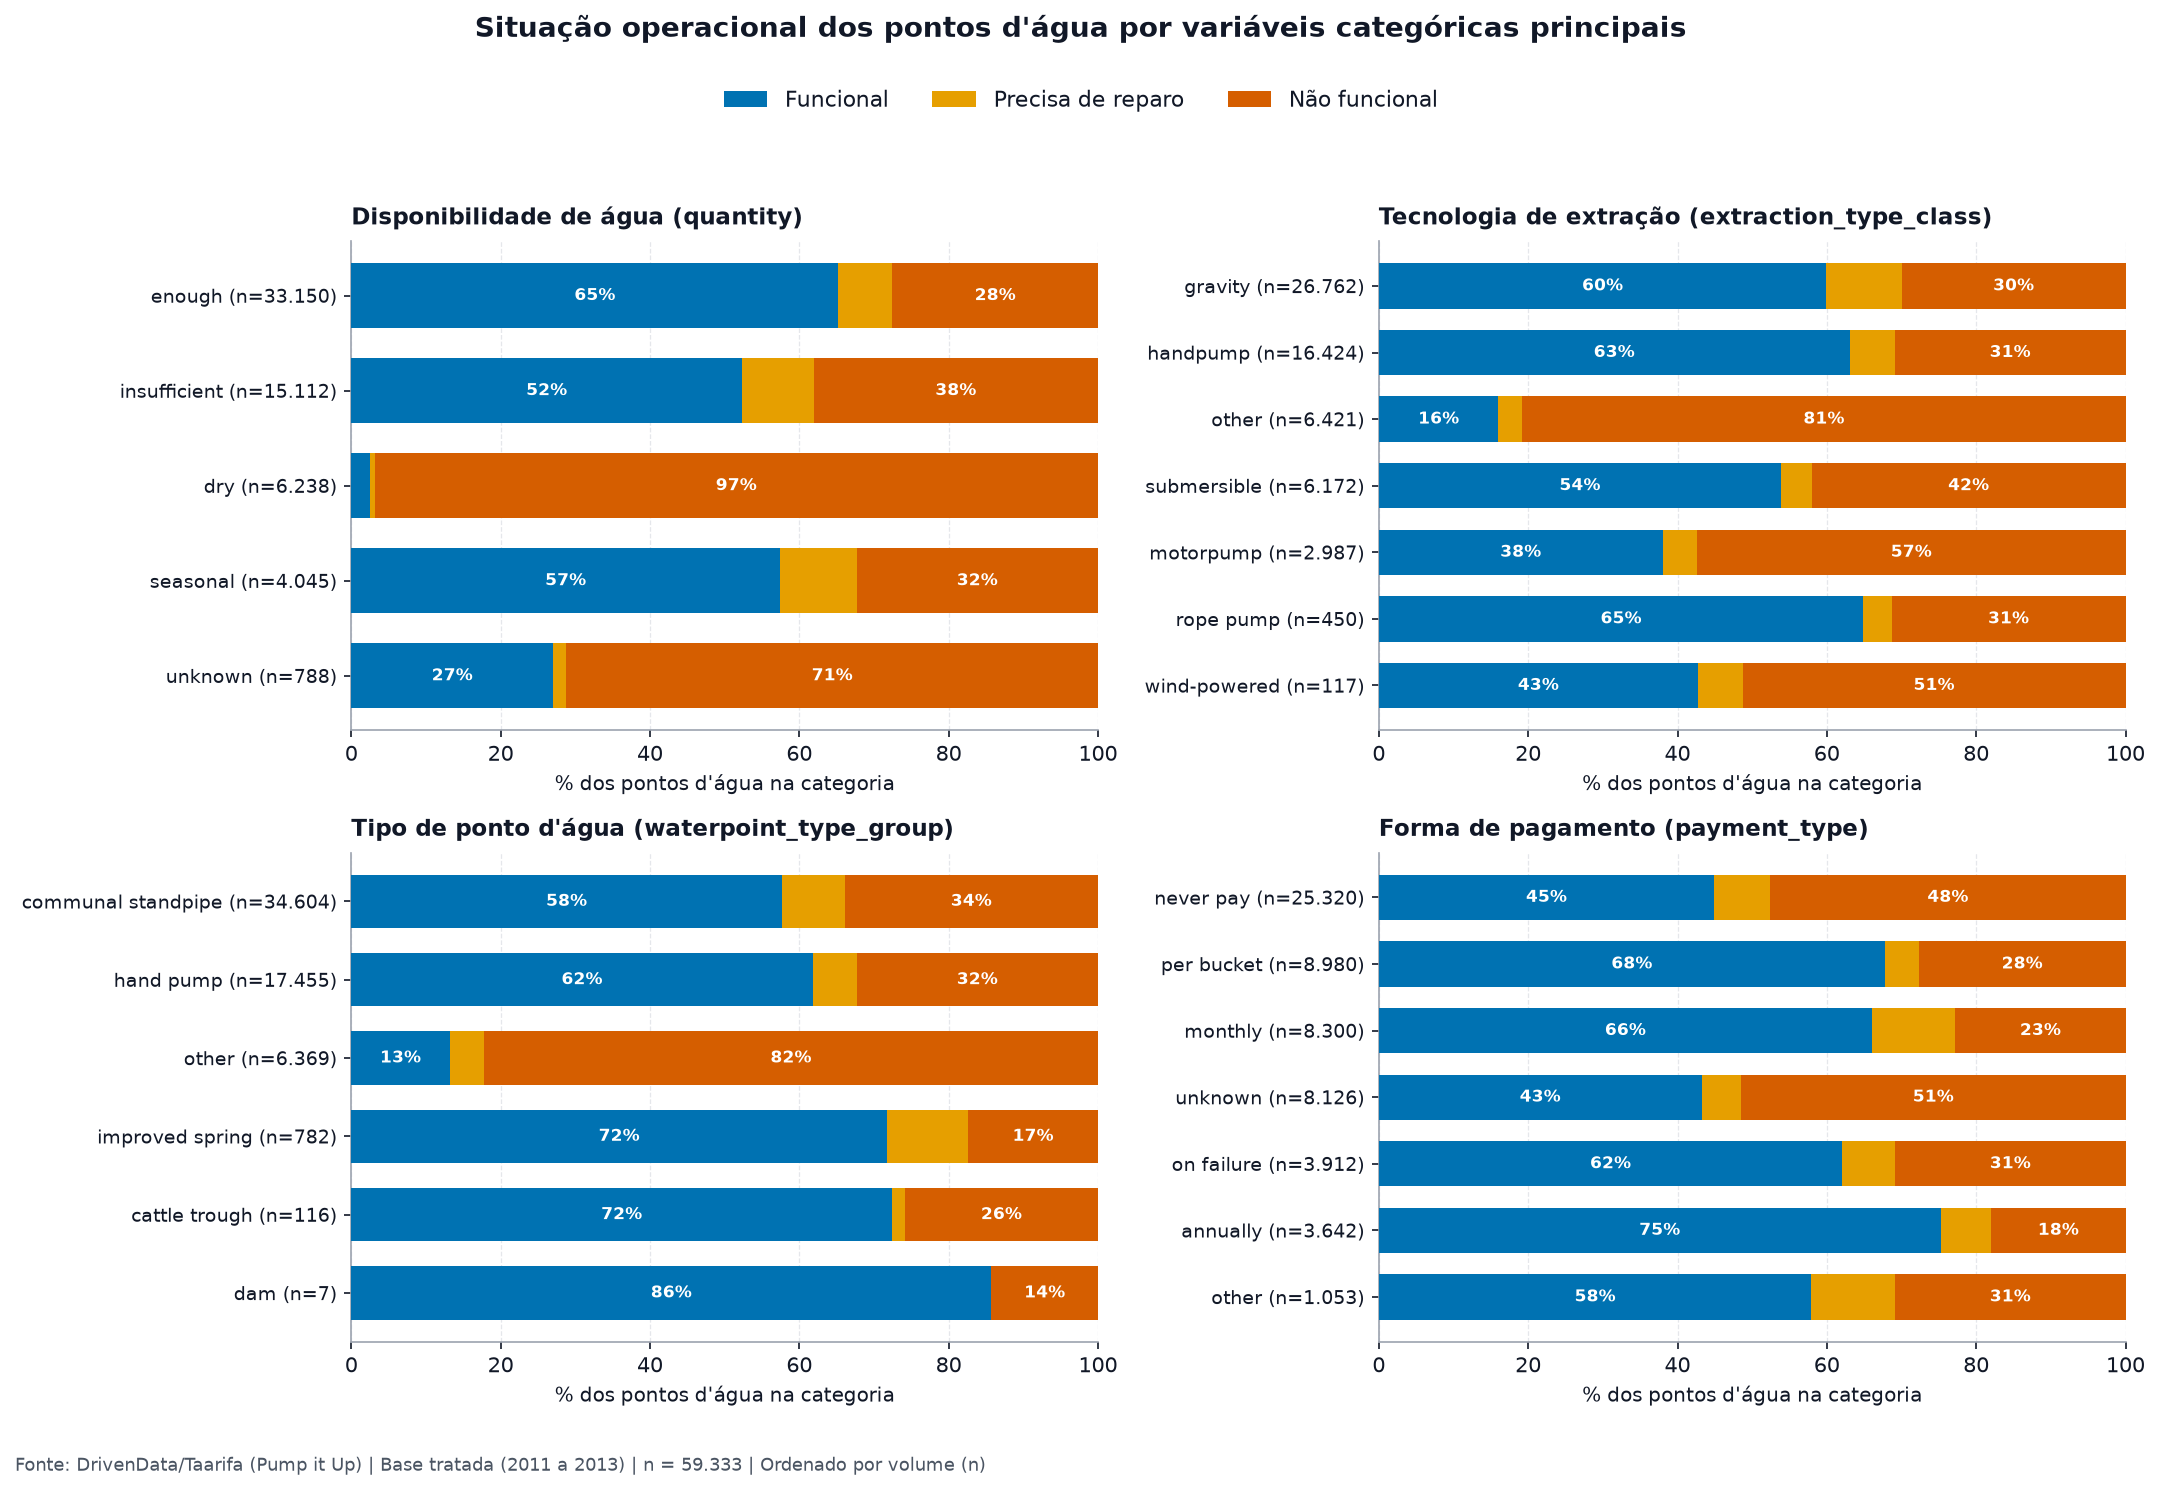 Situação operacional dos pontos d'água por variáveis categóricas principais
Funcional Precisa de reparo Não funcional
Disponibilidade de água (quantity)
enough (n=33.150) 65% 28%
insufficient (n=15.112) 52% 38%
dry (n=6.238) 97%
seasonal (n=4.045) 57% 32%
unknown (n=788) 27% 71%
0 20 40 60 80 100
% dos pontos d'água na categoria
Tecnologia de extração (extraction_type_class)
gravity (n=26.762) 60% 30%
handpump (n=16.424) 63% 31%
other (n=6.421) 16% 81%
submersible (n=6.172) 54% 42%
motorpump (n=2.987) 38% 57%
rope pump (n=450) 65% 31%
wind-powered (n=117) 43% 51%
0 20 40 60 80 100
% dos pontos d'água na categoria
Tipo de ponto d'água (waterpoint_type_group)
communal standpipe (n=34.604) 58% 34%
hand pump (n=17.455) 62% 32%
other (n=6.369) 13% 82%
improved spring (n=782) 72% 17%
cattle trough (n=116) 72% 26%
dam (n=7) 86% 14%
0 20 40 60 80 100
% dos pontos d'água na categoria
Forma de pagamento (payment_type)
never pay (n=25.320) 45% 48%
per bucket (n=8.980) 68% 28%
monthly (n=8.300) 66% 23%
unknown (n=8.126) 43% 51%
on failure (n=3.912) 62% 31%
annually (n=3.642) 75% 18%
other (n=1.053) 58% 31%
0 20 40 60 80 100
% dos pontos d'água na categoria
Fonte: DrivenData/Taarifa (Pump it Up) | Base tratada (2011 a 2013) | n = 59.333 | Ordenado por volume (n)